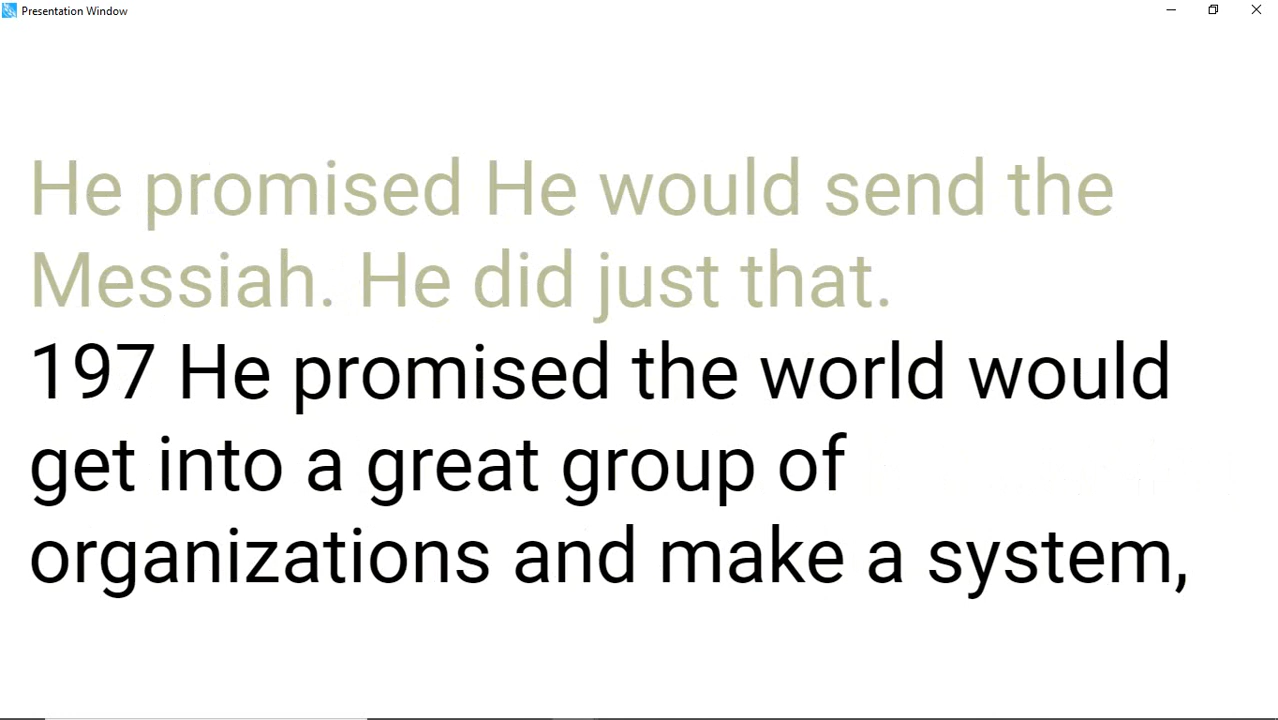 Presentation Window
He promised He would send the
Messiah. He did just that.
197 He promised the world would
get into a great group of
organizations and make a system,